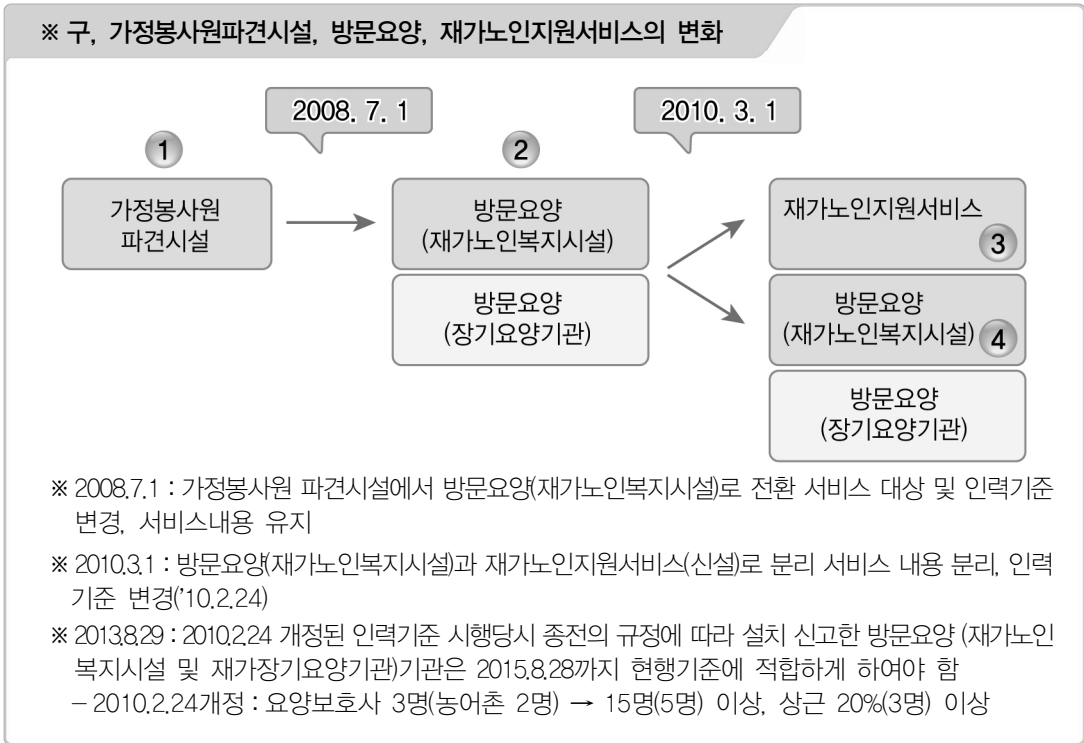 ※ 구, 가정봉사원파견시설, 방문요양, 재가노인지원서비스의 변화
2008. 7. 1
2010. 3. 1
1
2
가정봉사원
파견시설
방문요양
(재가노인복지시설)
방문요양
(장기요양기관)
재가노인지원서비스
3
방문요양
(재가노인복지시설)
4
방문요양
(장기요양기관)
※ 2008.7.1 : 가정봉사원 파견시설에서 방문요양(재가노인복지시설)로 전환 서비스 대상 및 인력기준
변경, 서비스내용 유지
※ 2010.3.1 : 방문요양(재가노인복지시설)과 재가노인지원서비스(신설)로 분리 서비스 내용 분리, 인력
기준 변경('10.2.24)
※ 2013.8.29 : 2010.2.24 개정된 인력기준 시행당시 종전의 규정에 따라 설치 신고한 방문요양 (재가노인
복지시설 및 재가장기요양기관)기관은 2015.8.28까지 현행기준에 적합하게 하여야 함
– 2010.2.24개정 : 요양보호사 3명(농어촌 2명) → 15명(5명) 이상, 상근 20%(3명) 이상